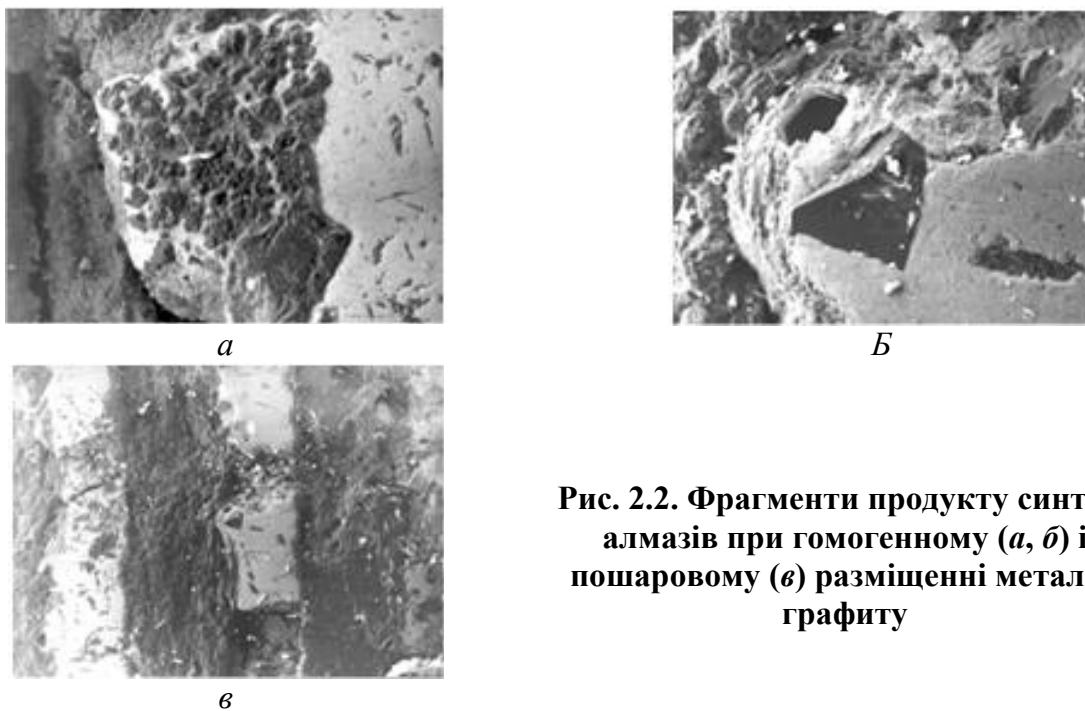 а
Б
в
Рис. 2.2. Фрагменти продукту синт
алмазів при гомогенному (а, б) і
пошаровому (в) разміщенні метал
графиту